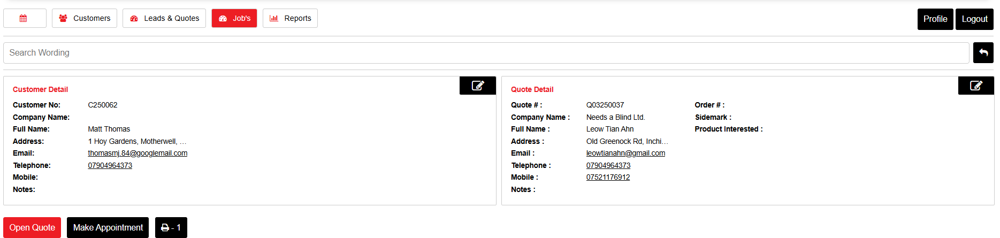 Customers Leads & Quotes Job's Reports Profile Logout
Search Wording
Customer Detail
Customer No: C250062
Company Name:
Full Name: Matt Thomas
Address: 1 Hoy Gardens, Motherwell, ...
Email: thomasmj.84@googlemail.com
Telephone: 07904964373
Mobile:
Notes:
Quote Detail
Quote # : Q03250037 Order # :
Company Name : Needs a Blind Ltd. Sidemark :
Full Name : Leow Tian Ahn Product Interested :
Address : Old Greenock Rd, Inchi...
Email : leowtianahn@gmail.com
Telephone : 07904964373
Mobile : 07521176912
Notes :
Open Quote Make Appointment - 1